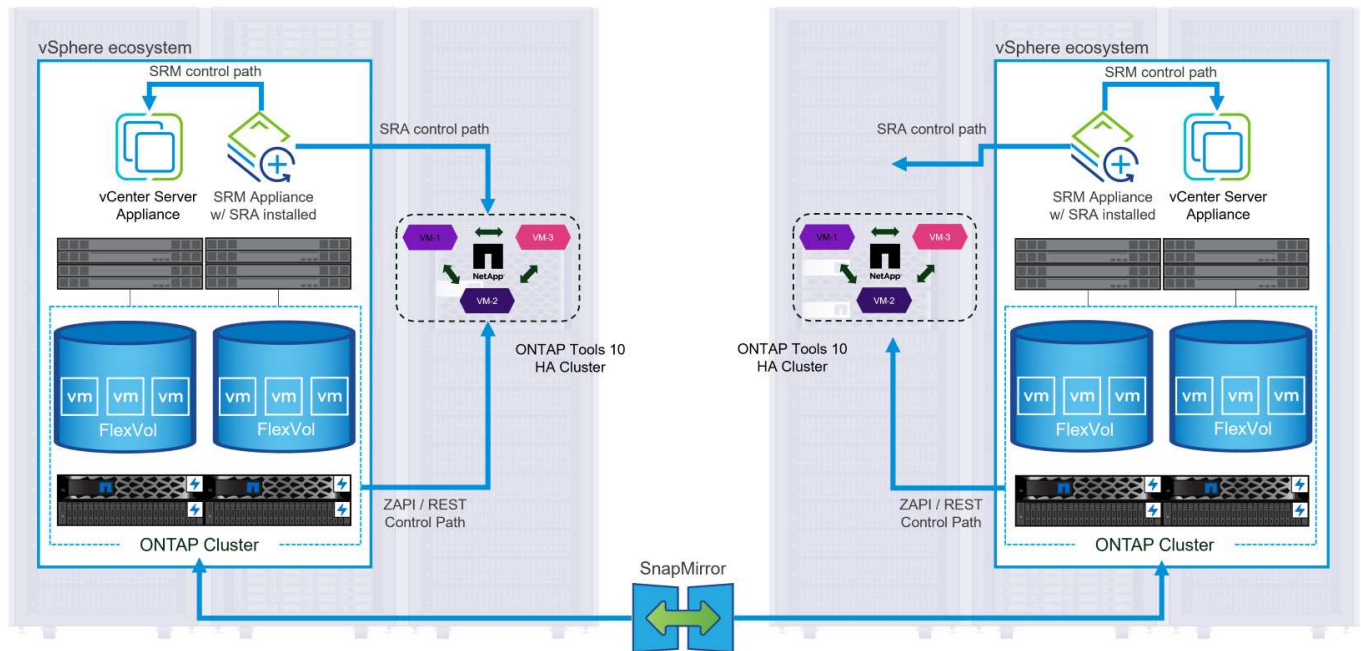 vSphere ecosystem
SRM control path
vCenter Server
Appliance
SRM Appliance
w/ SRA installed
SRA control path
VM-1
VM-3
NetApp
VM-2
ONTAP Tools 10
HA Cluster
vm vm vm
FlexVol
vm vm vm
FlexVol
ZAPI / REST
Control Path
ONTAP Cluster
SnapMirror
vSphere ecosystem
SRM control path
SRA control path
SRM Appliance
w/ SRA installed
vCenter Server
Appliance
VM-1
VM-3
NetApp
VM-2
ONTAP Tools 10
HA Cluster
vm vm vm
FlexVol
vm vm vm
FlexVol
ZAPI / REST
Control Path
ONTAP Cluster